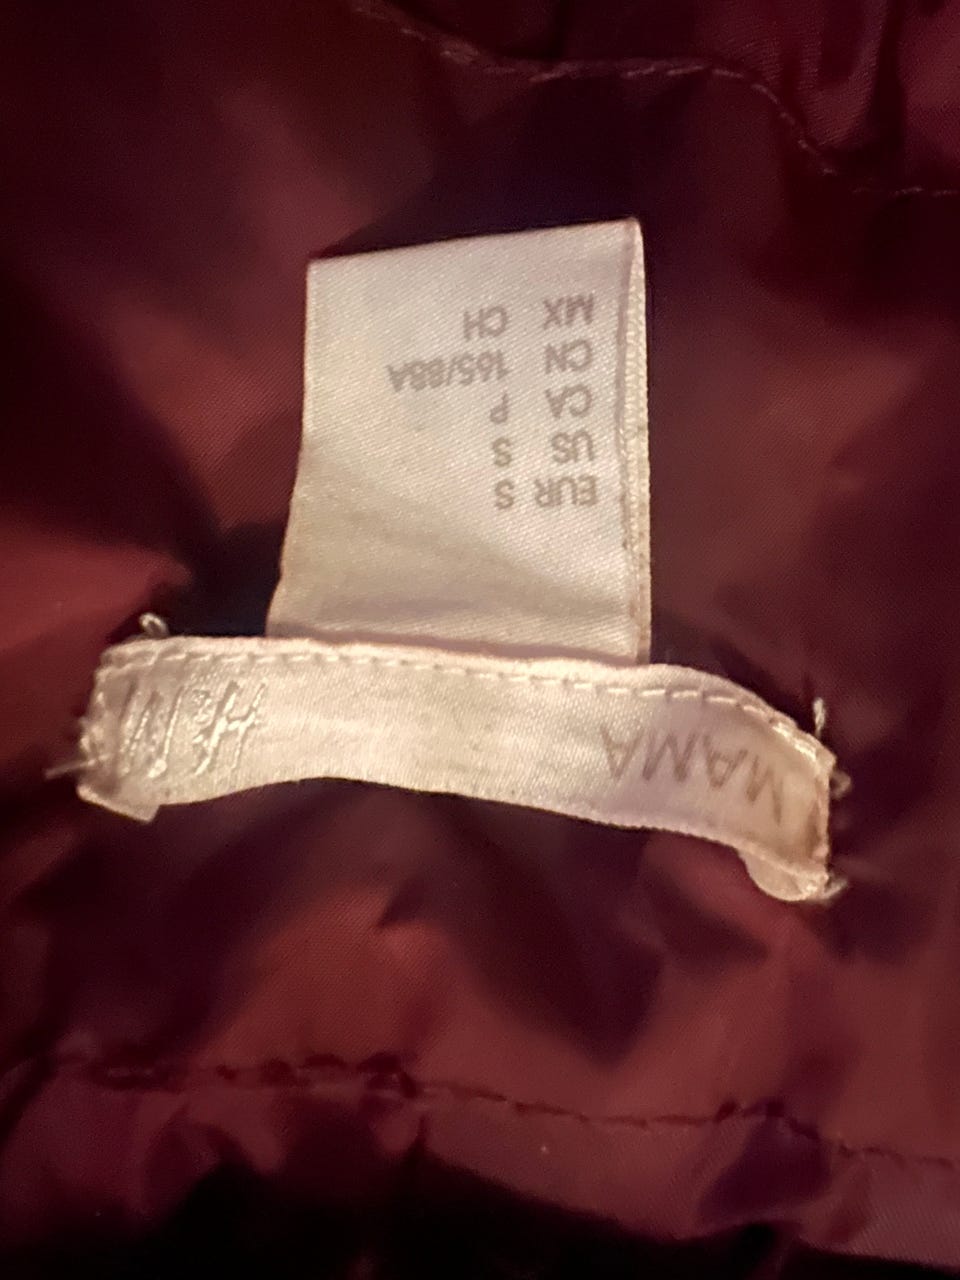 MAMA H&M
EUR S
US S
CA P
CN 165/88A
MX CH